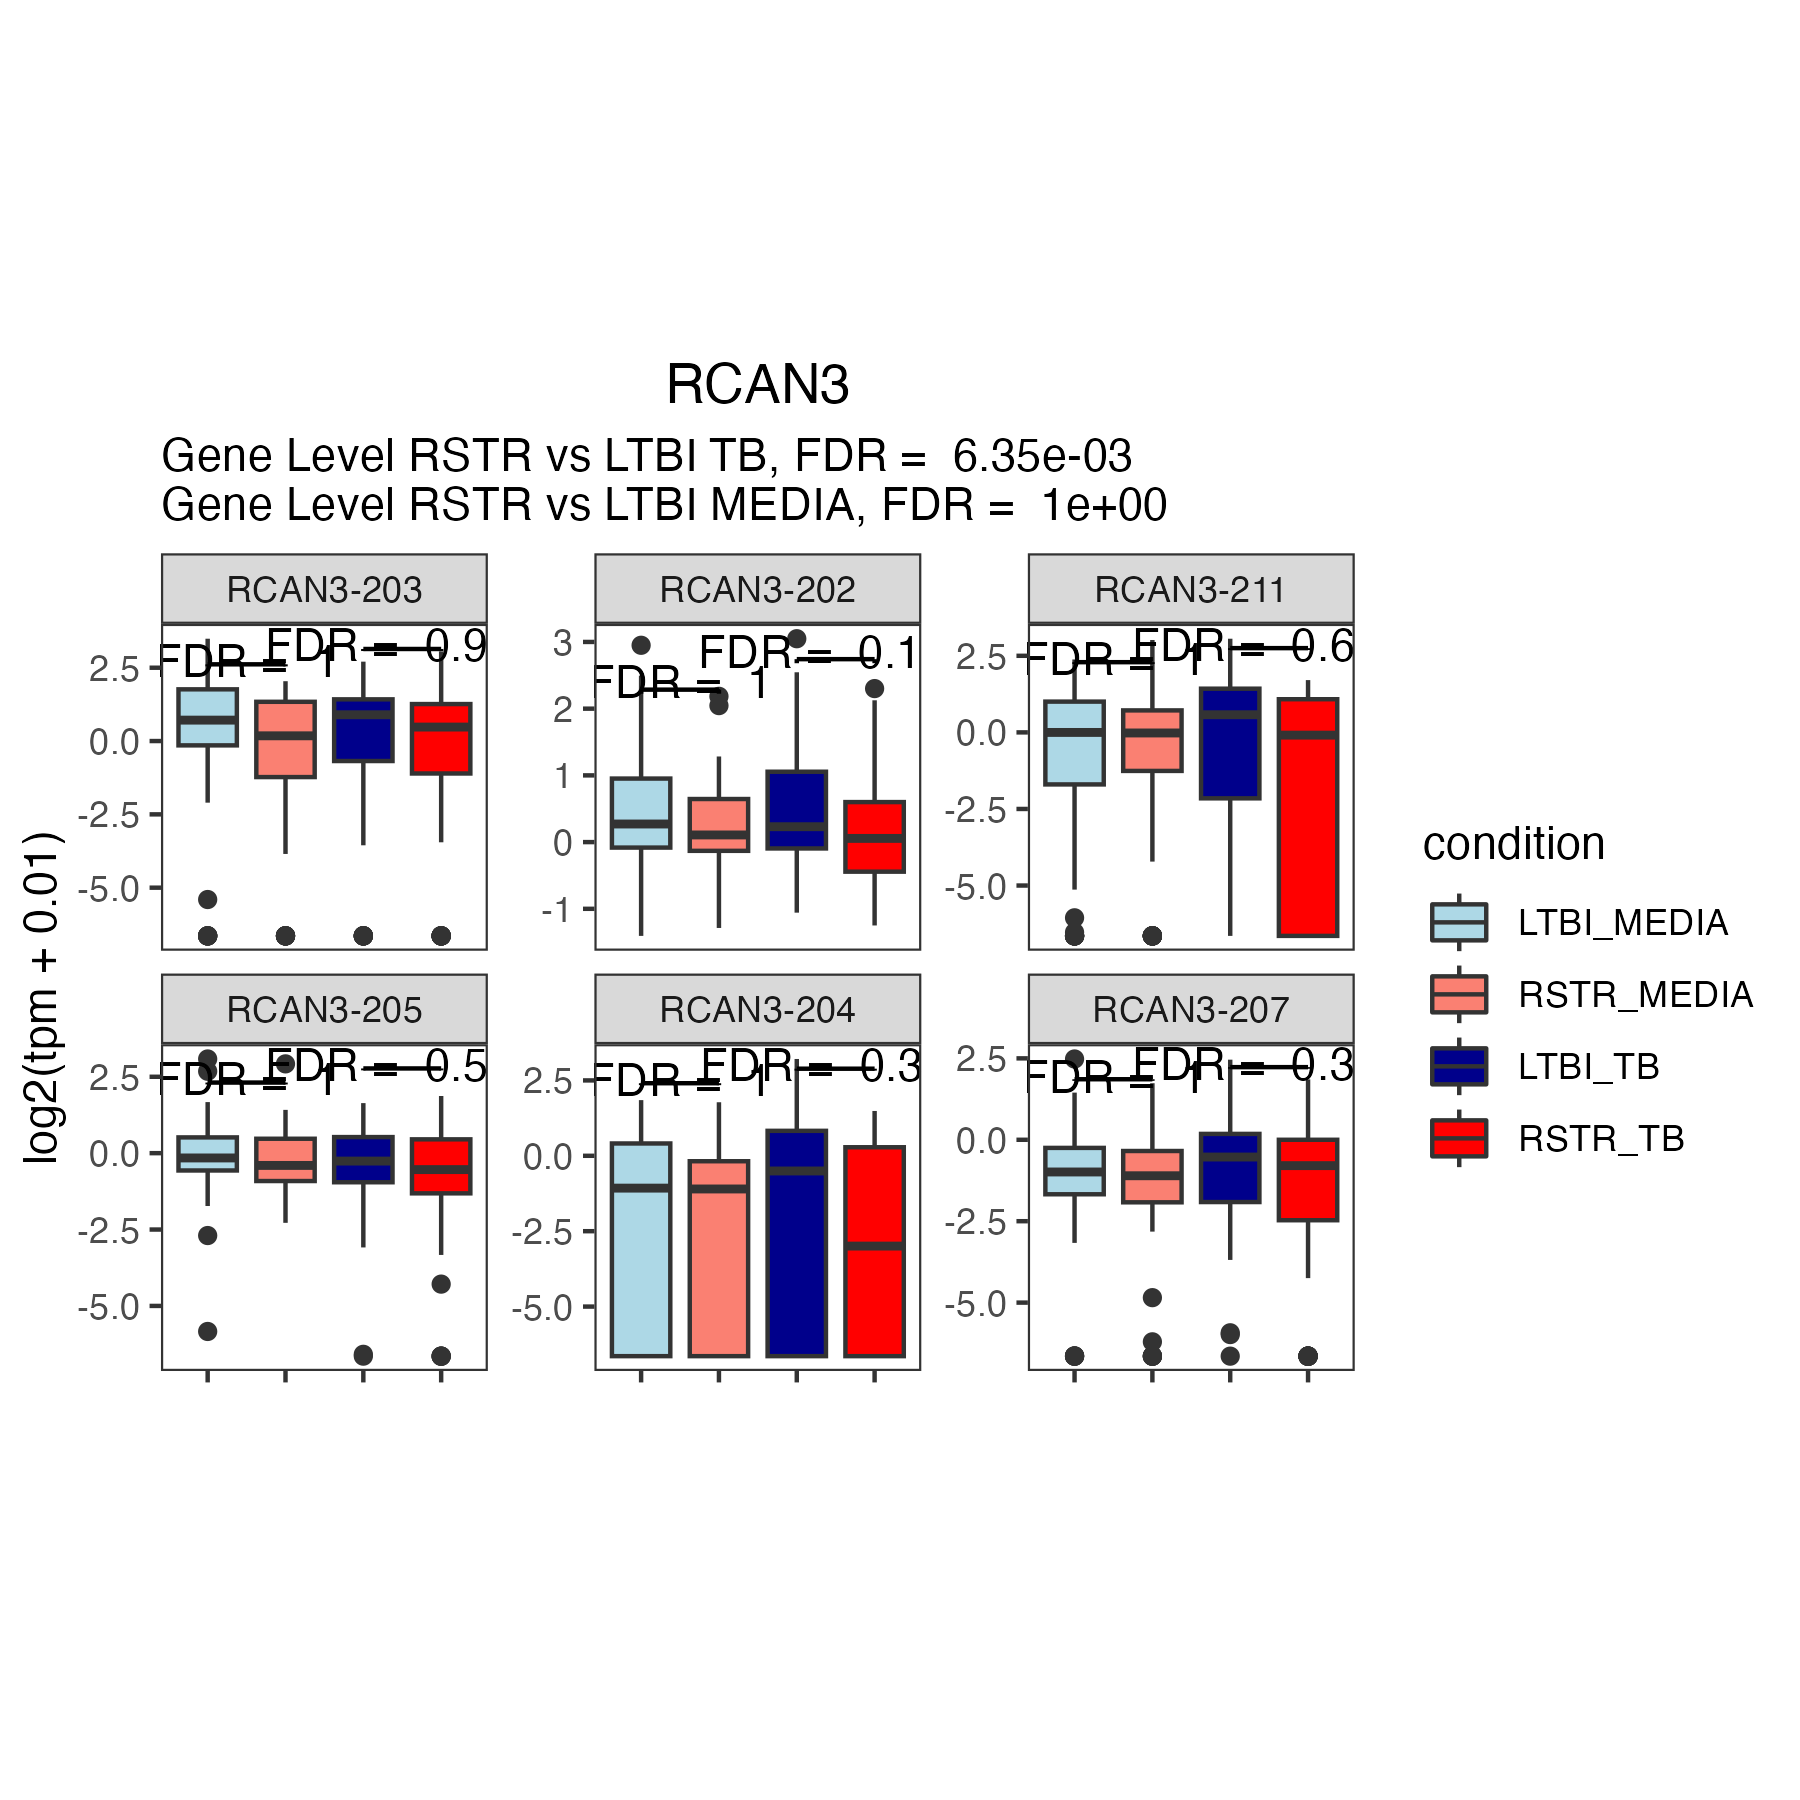 RCAN3
Gene Level RSTR vs LTBI TB, FDR = 6.35e-03
Gene Level RSTR vs LTBI MEDIA, FDR = 1e+00
log2(tpm + 0.01)
RCAN3-203
FDR = 1
FDR = 0.9
2.5
0.0
-2.5
-5.0
RCAN3-202
FDR = 1
FDR = 0.1
3
2
1
0
-1
RCAN3-211
FDR = 1
FDR = 0.6
2.5
0.0
-2.5
-5.0
RCAN3-205
FDR = 1
FDR = 0.5
2.5
0.0
-2.5
-5.0
RCAN3-204
FDR = 1
FDR = 0.3
2.5
0.0
-2.5
-5.0
RCAN3-207
FDR = 1
FDR = 0.3
2.5
0.0
-2.5
-5.0
condition
LTBI_MEDIA
RSTR_MEDIA
LTBI_TB
RSTR_TB